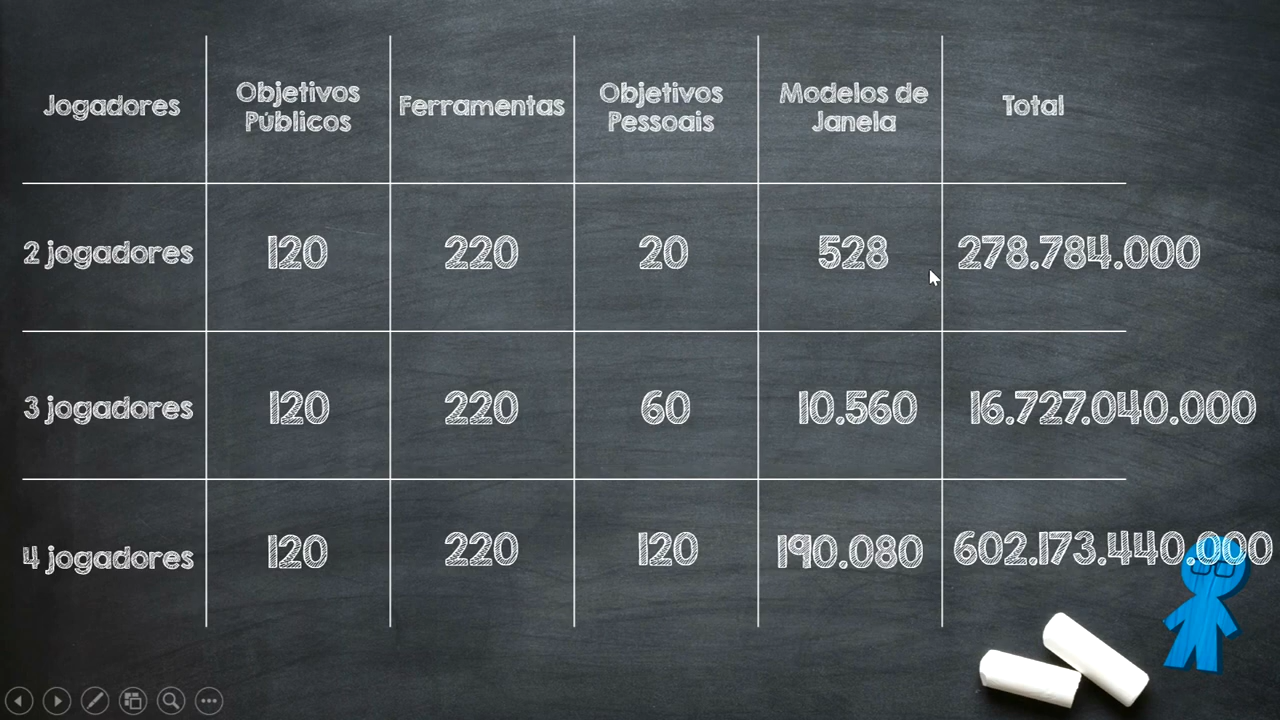 Jogadores
Objetivos
Públicos
Ferramentas
Objetivos
Pessoais
Modelos de
Janela
Total
2 jogadores
120
220
20
528
278.784.000
3 jogadores
120
220
60
10.560
16.727.040.000
4 jogadores
120
220
120
190.080
602.173.440.000